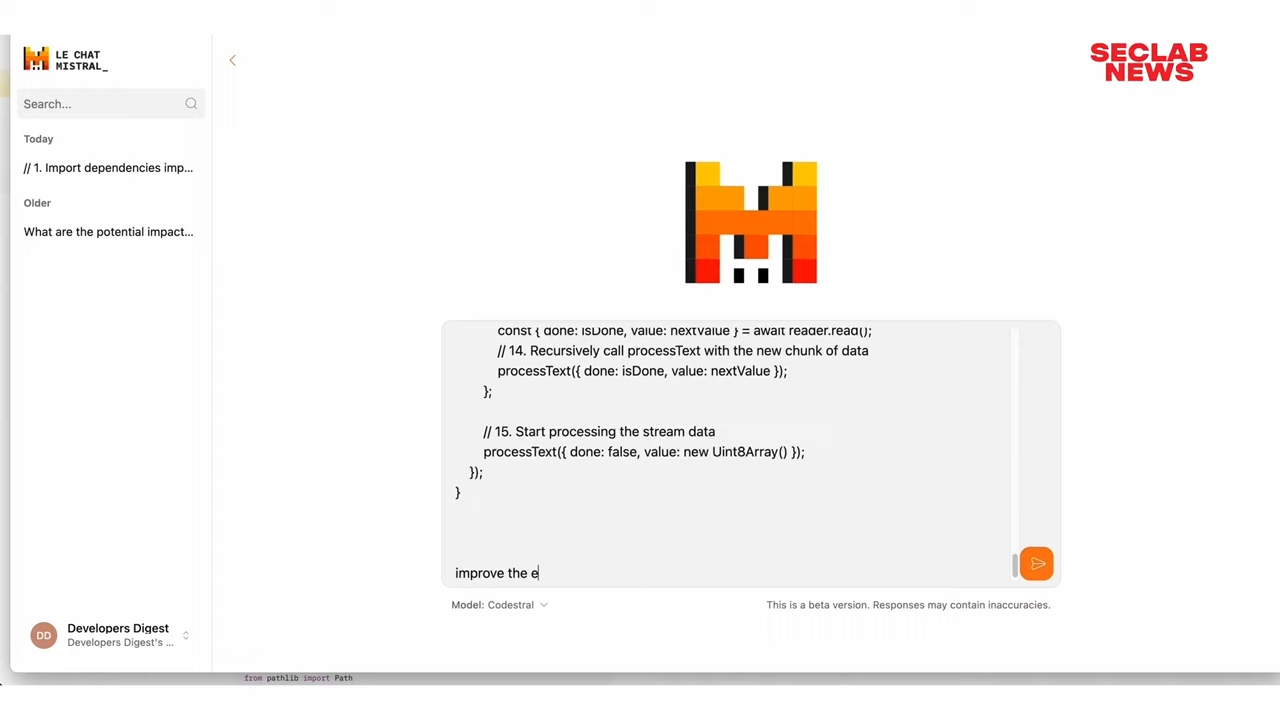 LE CHAT
MISTRAL_
SECLAB
NEWS
Search...
Today
// 1. Import dependencies imp...
Older
What are the potential impact...
const { done: isDone, value: nextValue } = await reader.read();
// 14. Recursively call processText with the new chunk of data
processText({ done: isDone, value: nextValue });
};
// 15. Start processing the stream data
processText({ done: false, value: new Uint8Array() });
});
}
improve the e
Model: Codestral
This is a beta version. Responses may contain inaccuracies.
DD
Developers Digest
Developers Digest's ...
from pathlib import Path